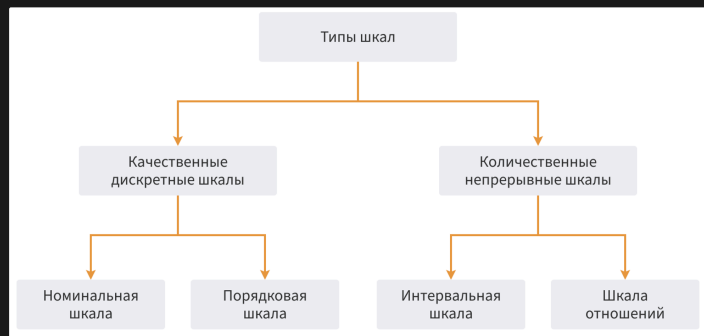 Типы шкал
Качественные
дискретные шкалы
Количественные
непрерывные шкалы
Номинальная
шкала
Порядковая
шкала
Интервальная
шкала
Шкала
отношений